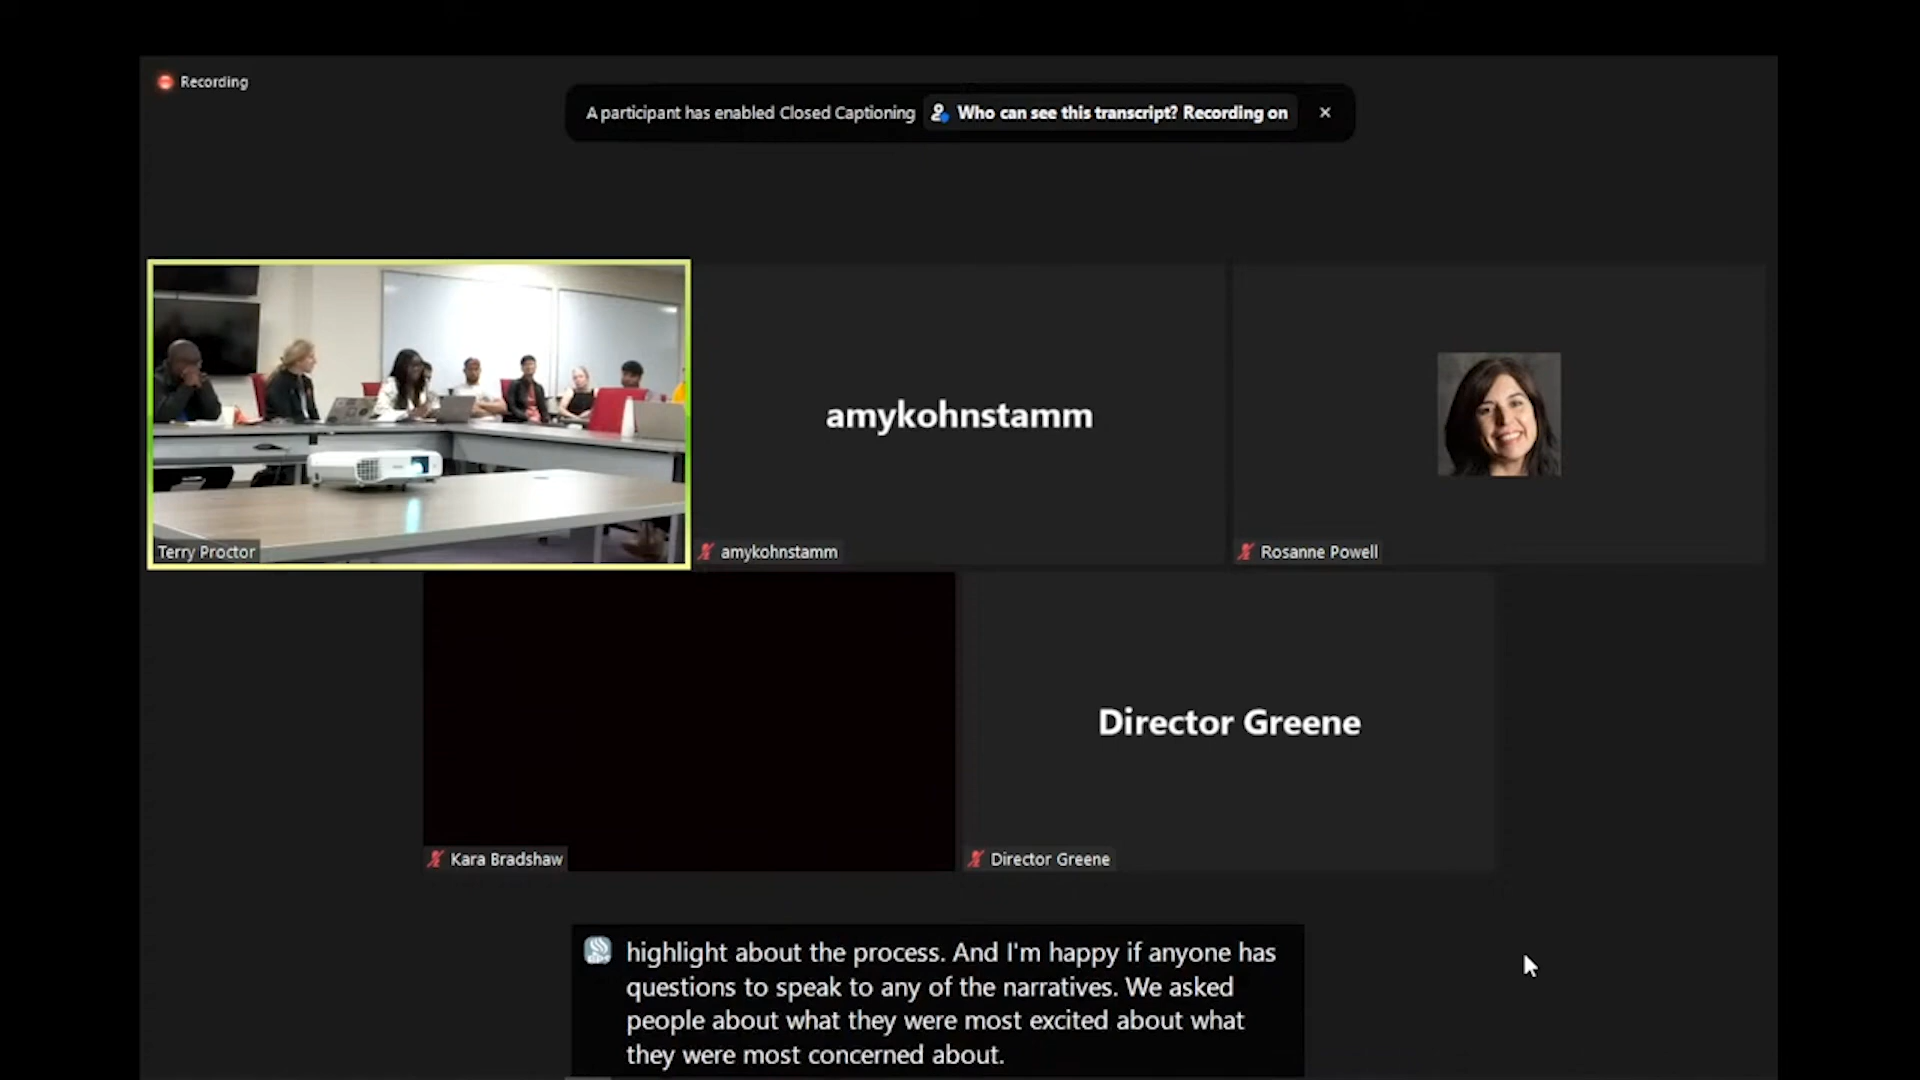 Recording
A participant has enabled Closed Captioning Who can see this transcript? Recording on
Terry Proctor
amykohnstamm
amykohnstamm
Rosanne Powell
Kara Bradshaw
Director Greene
Director Greene
highlight about the process. And I'm happy if anyone has
questions to speak to any of the narratives. We asked
people about what they were most excited about what
they were most concerned about.